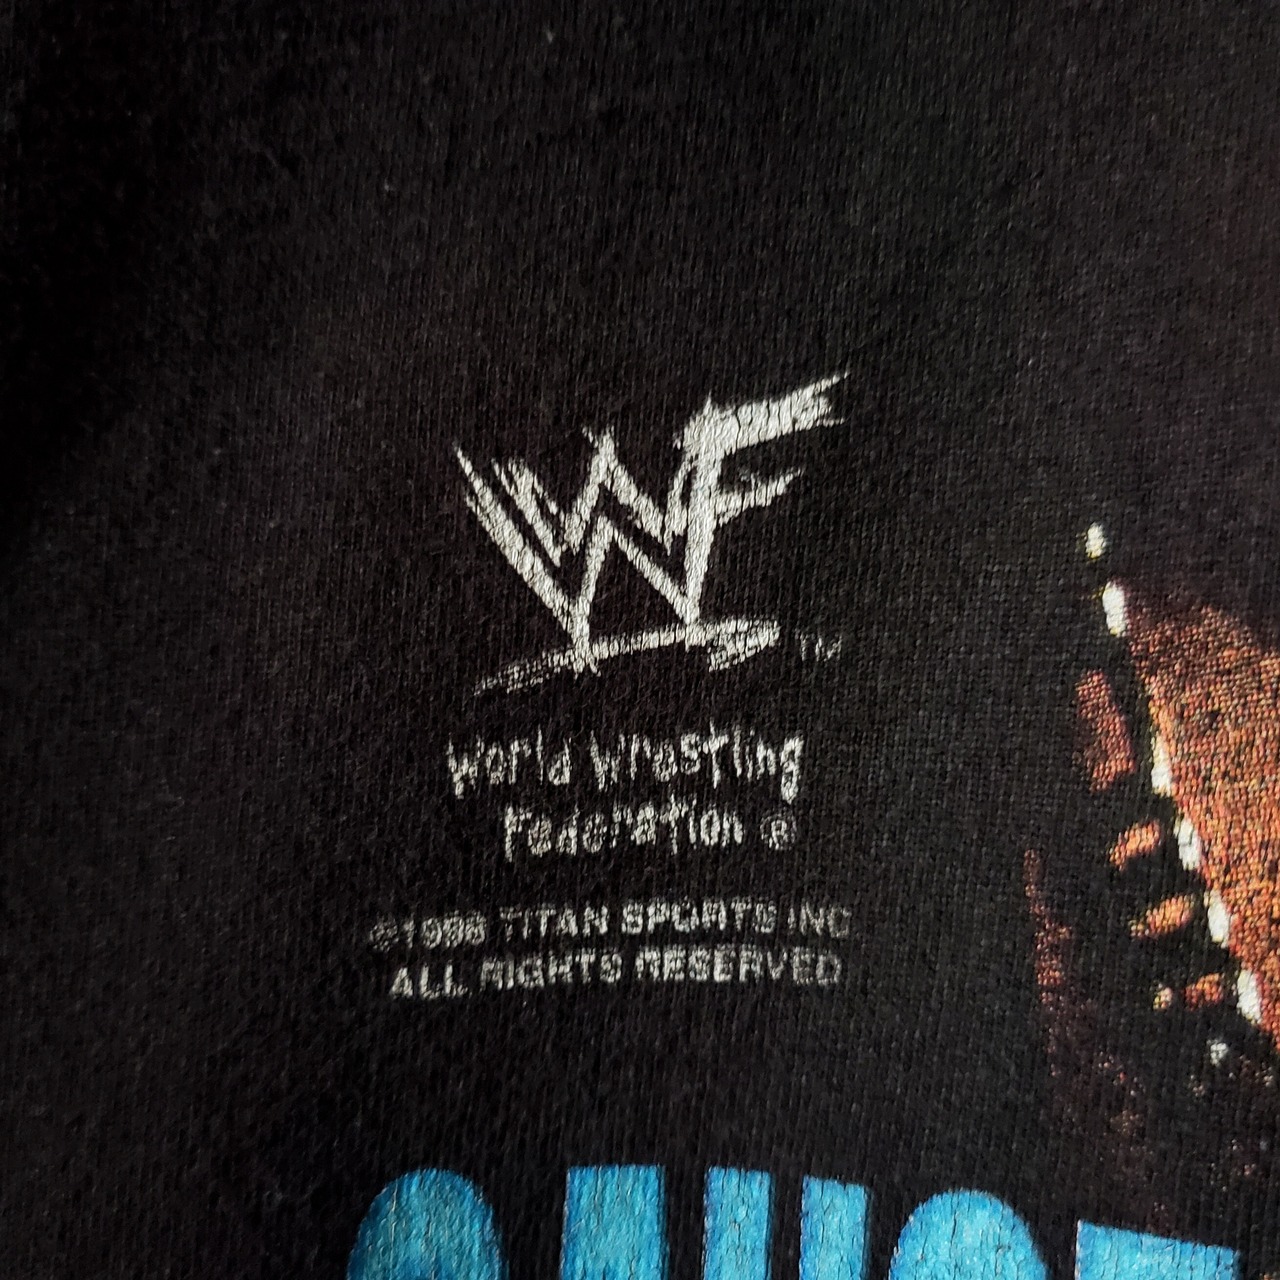 WF
TM
World Wrestling
Federation ®
©1998 TITAN SPORTS INC
ALL RIGHTS RESERVED